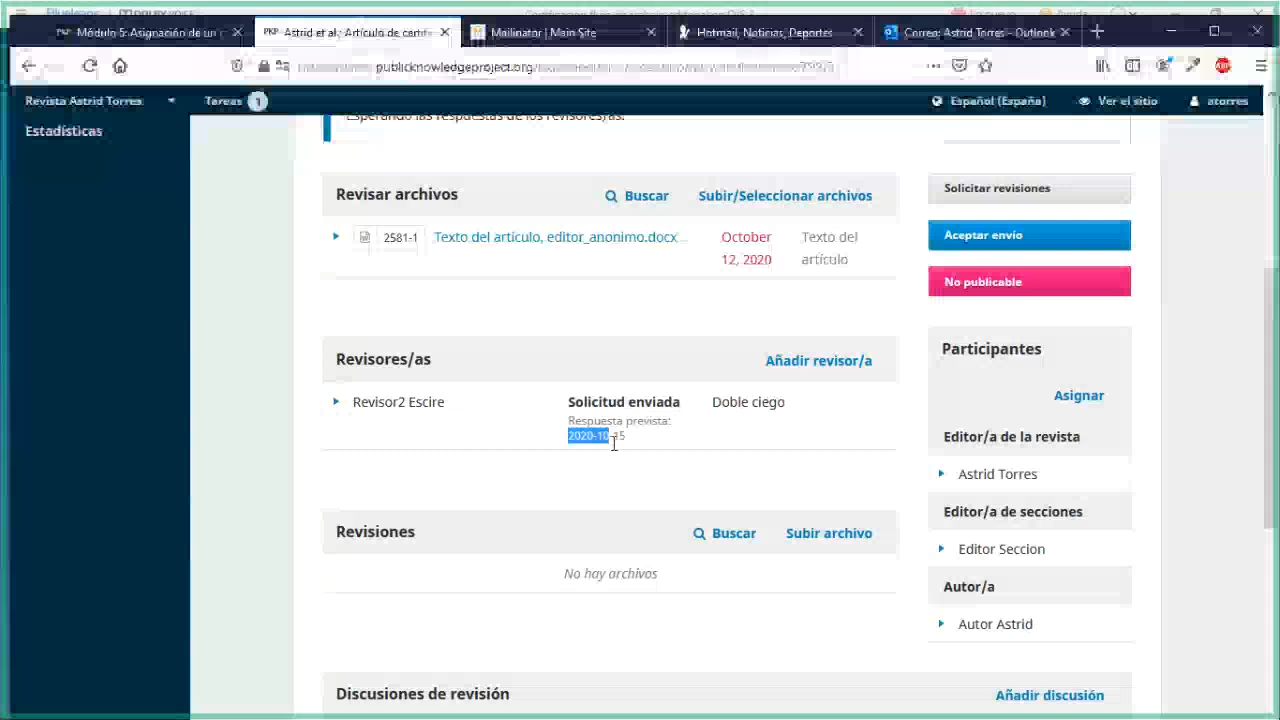 Módulo 5: Asignación de un
Astrid et al.; Artículo de certifi
Mailinator | Main Site
Hotmail, Noticias, Deportes
Correo: Astrid Torres - Outlook
publicknowledgeproject.org
Revista Astrid Torres
Tareas 1
Español (España)
Ver el sitio
atorres
Estadísticas
Esperando las respuestas de los revisores/as.
Revisar archivos
Buscar
Subir/Seleccionar archivos
2581-1
Texto del artículo, editor_anonimo.docx
October
12, 2020
Texto del
artículo
Solicitar revisiones
Aceptar envío
No publicable
Revisores/as
Añadir revisor/a
Revisor2 Escire
Solicitud enviada
Respuesta prevista:
2020-10-15
Doble ciego
Revisiones
Buscar
Subir archivo
No hay archivos
Participantes
Asignar
Editor/a de la revista
Astrid Torres
Editor/a de secciones
Editor Seccion
Autor/a
Autor Astrid
Discusiones de revisión
Añadir discusión